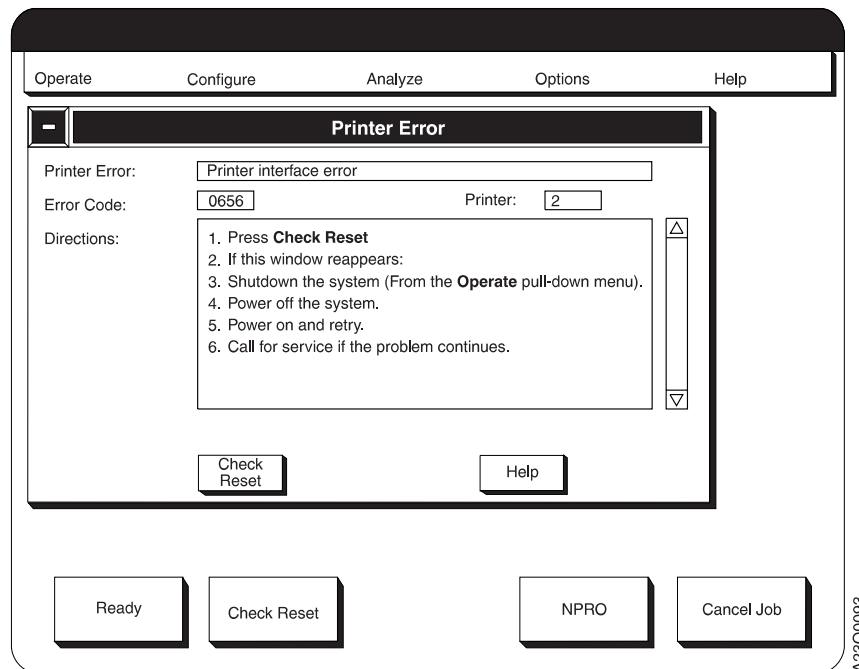 Operate Configure Analyze Options Help
Printer Error
Printer Error: Printer interface error
Error Code: 0656 Printer: 2
Directions:
1. Press Check Reset
2. If this window reappears:
3. Shutdown the system (From the Operate pull-down menu).
4. Power off the system.
5. Power on and retry.
6. Call for service if the problem continues.
Check
Reset
Help
Ready Check Reset NPRO Cancel Job